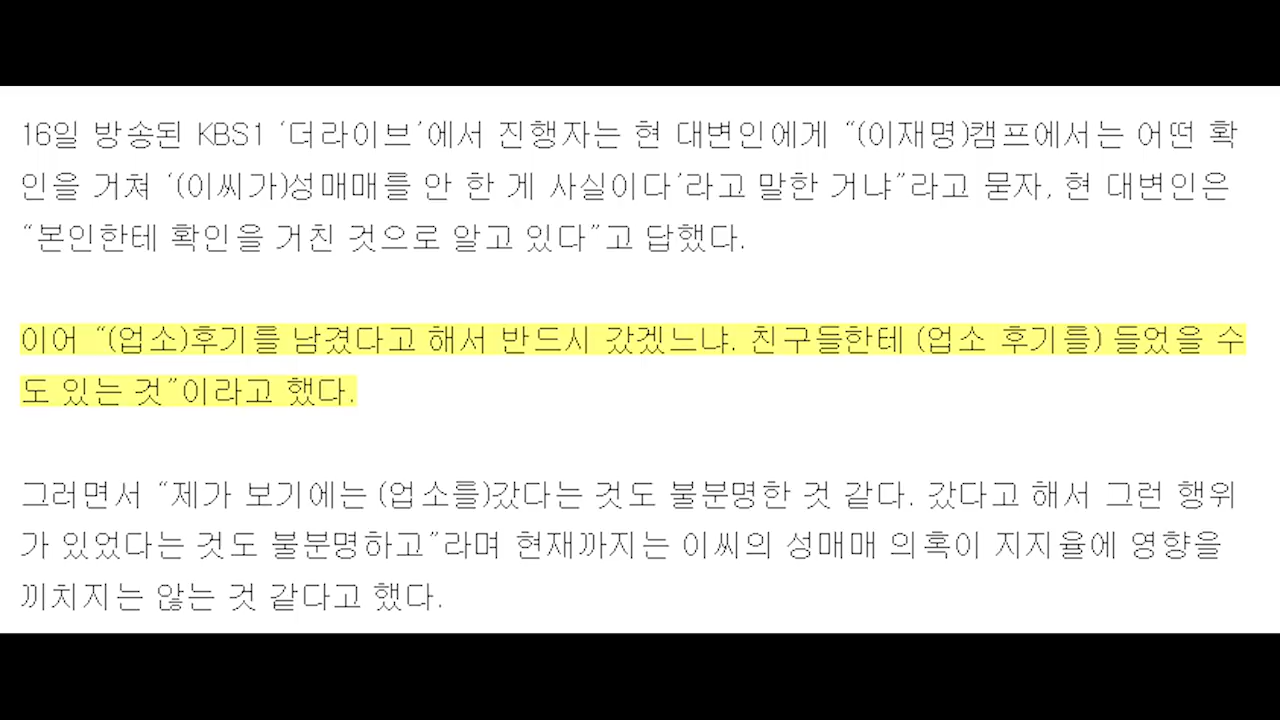 16일 방송된 KBS1 ‘더라이브’에서 진행자는 현 대변인에게 “(이재명)캠프에서는 어떤 확
인을 거쳐 ‘(이씨가)성매매를 안 한 게 사실이다’라고 말한 거냐”라고 묻자, 현 대변인은
“본인한테 확인을 거친 것으로 알고 있다”고 답했다.
이어 “(업소)후기를 남겼다고 해서 반드시 갔겠느냐. 친구들한테 (업소 후기를) 들었을 수
도 있는 것”이라고 했다.
그러면서 “제가 보기에는 (업소를)갔다는 것도 불분명한 것 같다. 갔다고 해서 그런 행위
가 있었다는 것도 불분명하고”라며 현재까지는 이씨의 성매매 의혹이 지지율에 영향을
끼치지는 않는 것 같다고 했다.